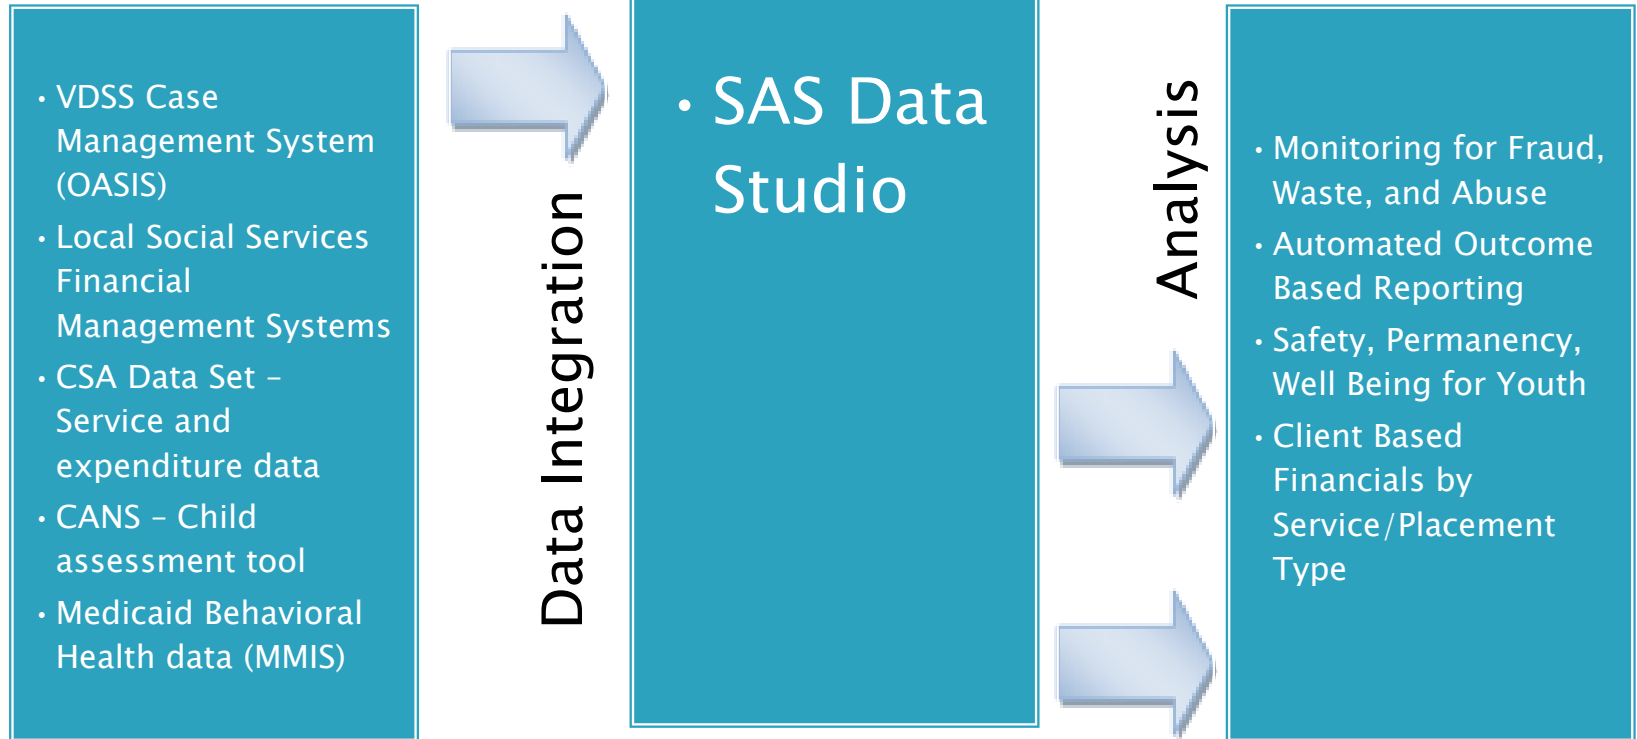 • VDSS Case
Management System
(OASIS)
• Local Social Services
Financial
Management Systems
• CSA Data Set –
Service and
expenditure data
• CANS – Child
assessment tool
• Medicaid Behavioral
Health data (MMIS)
Data Integration
• SAS Data
Studio
Analysis
• Monitoring for Fraud,
Waste, and Abuse
• Automated Outcome
Based Reporting
• Safety, Permanency,
Well Being for Youth
• Client Based
Financials by
Service/Placement
Type